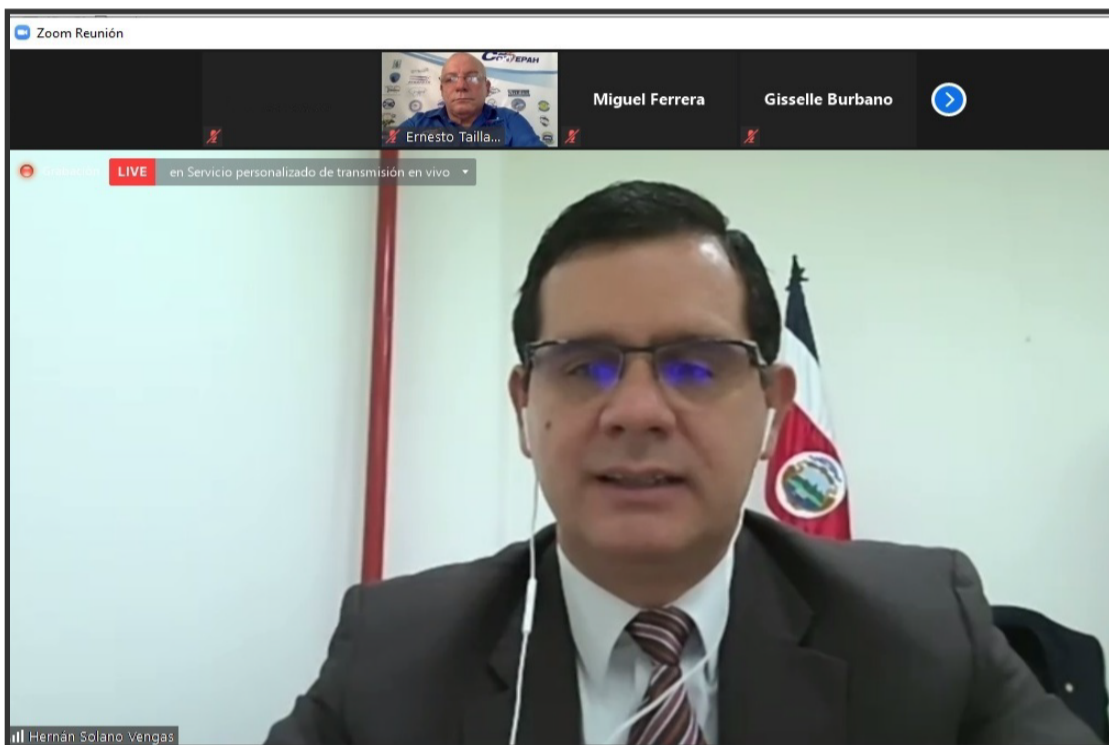 Zoom Reunión
Ernesto Tailla...
Miguel Ferrera
Gisselle Burbano
LIVE
en Servicio personalizado de transmisión en vivo
Hernán Solano Vengas